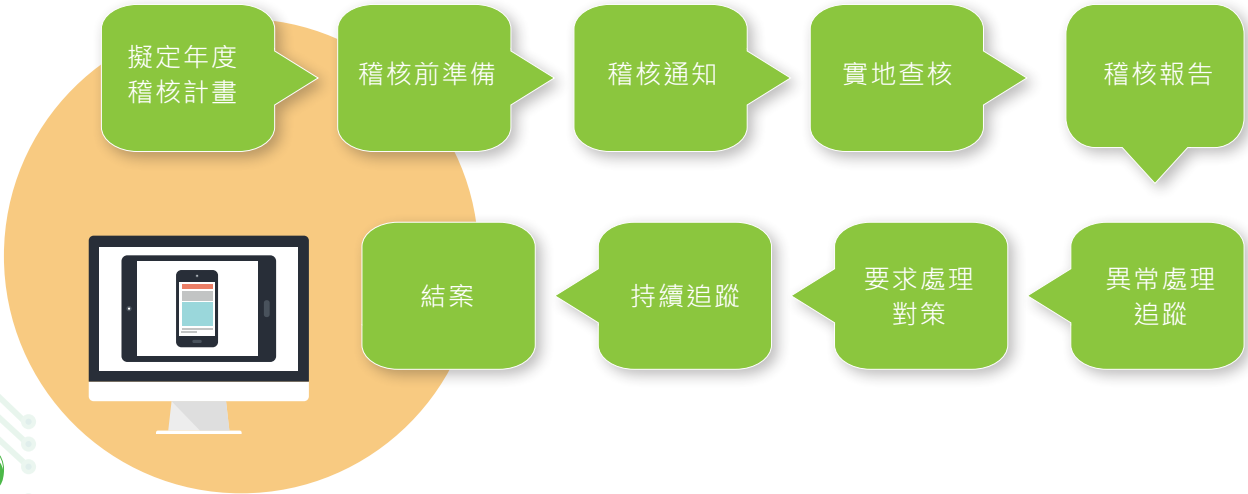 擬定年度
稽核計畫
稽核前準備
稽核通知
實地查核
稽核報告
異常處理
追蹤
要求處理
對策
持續追蹤
結案